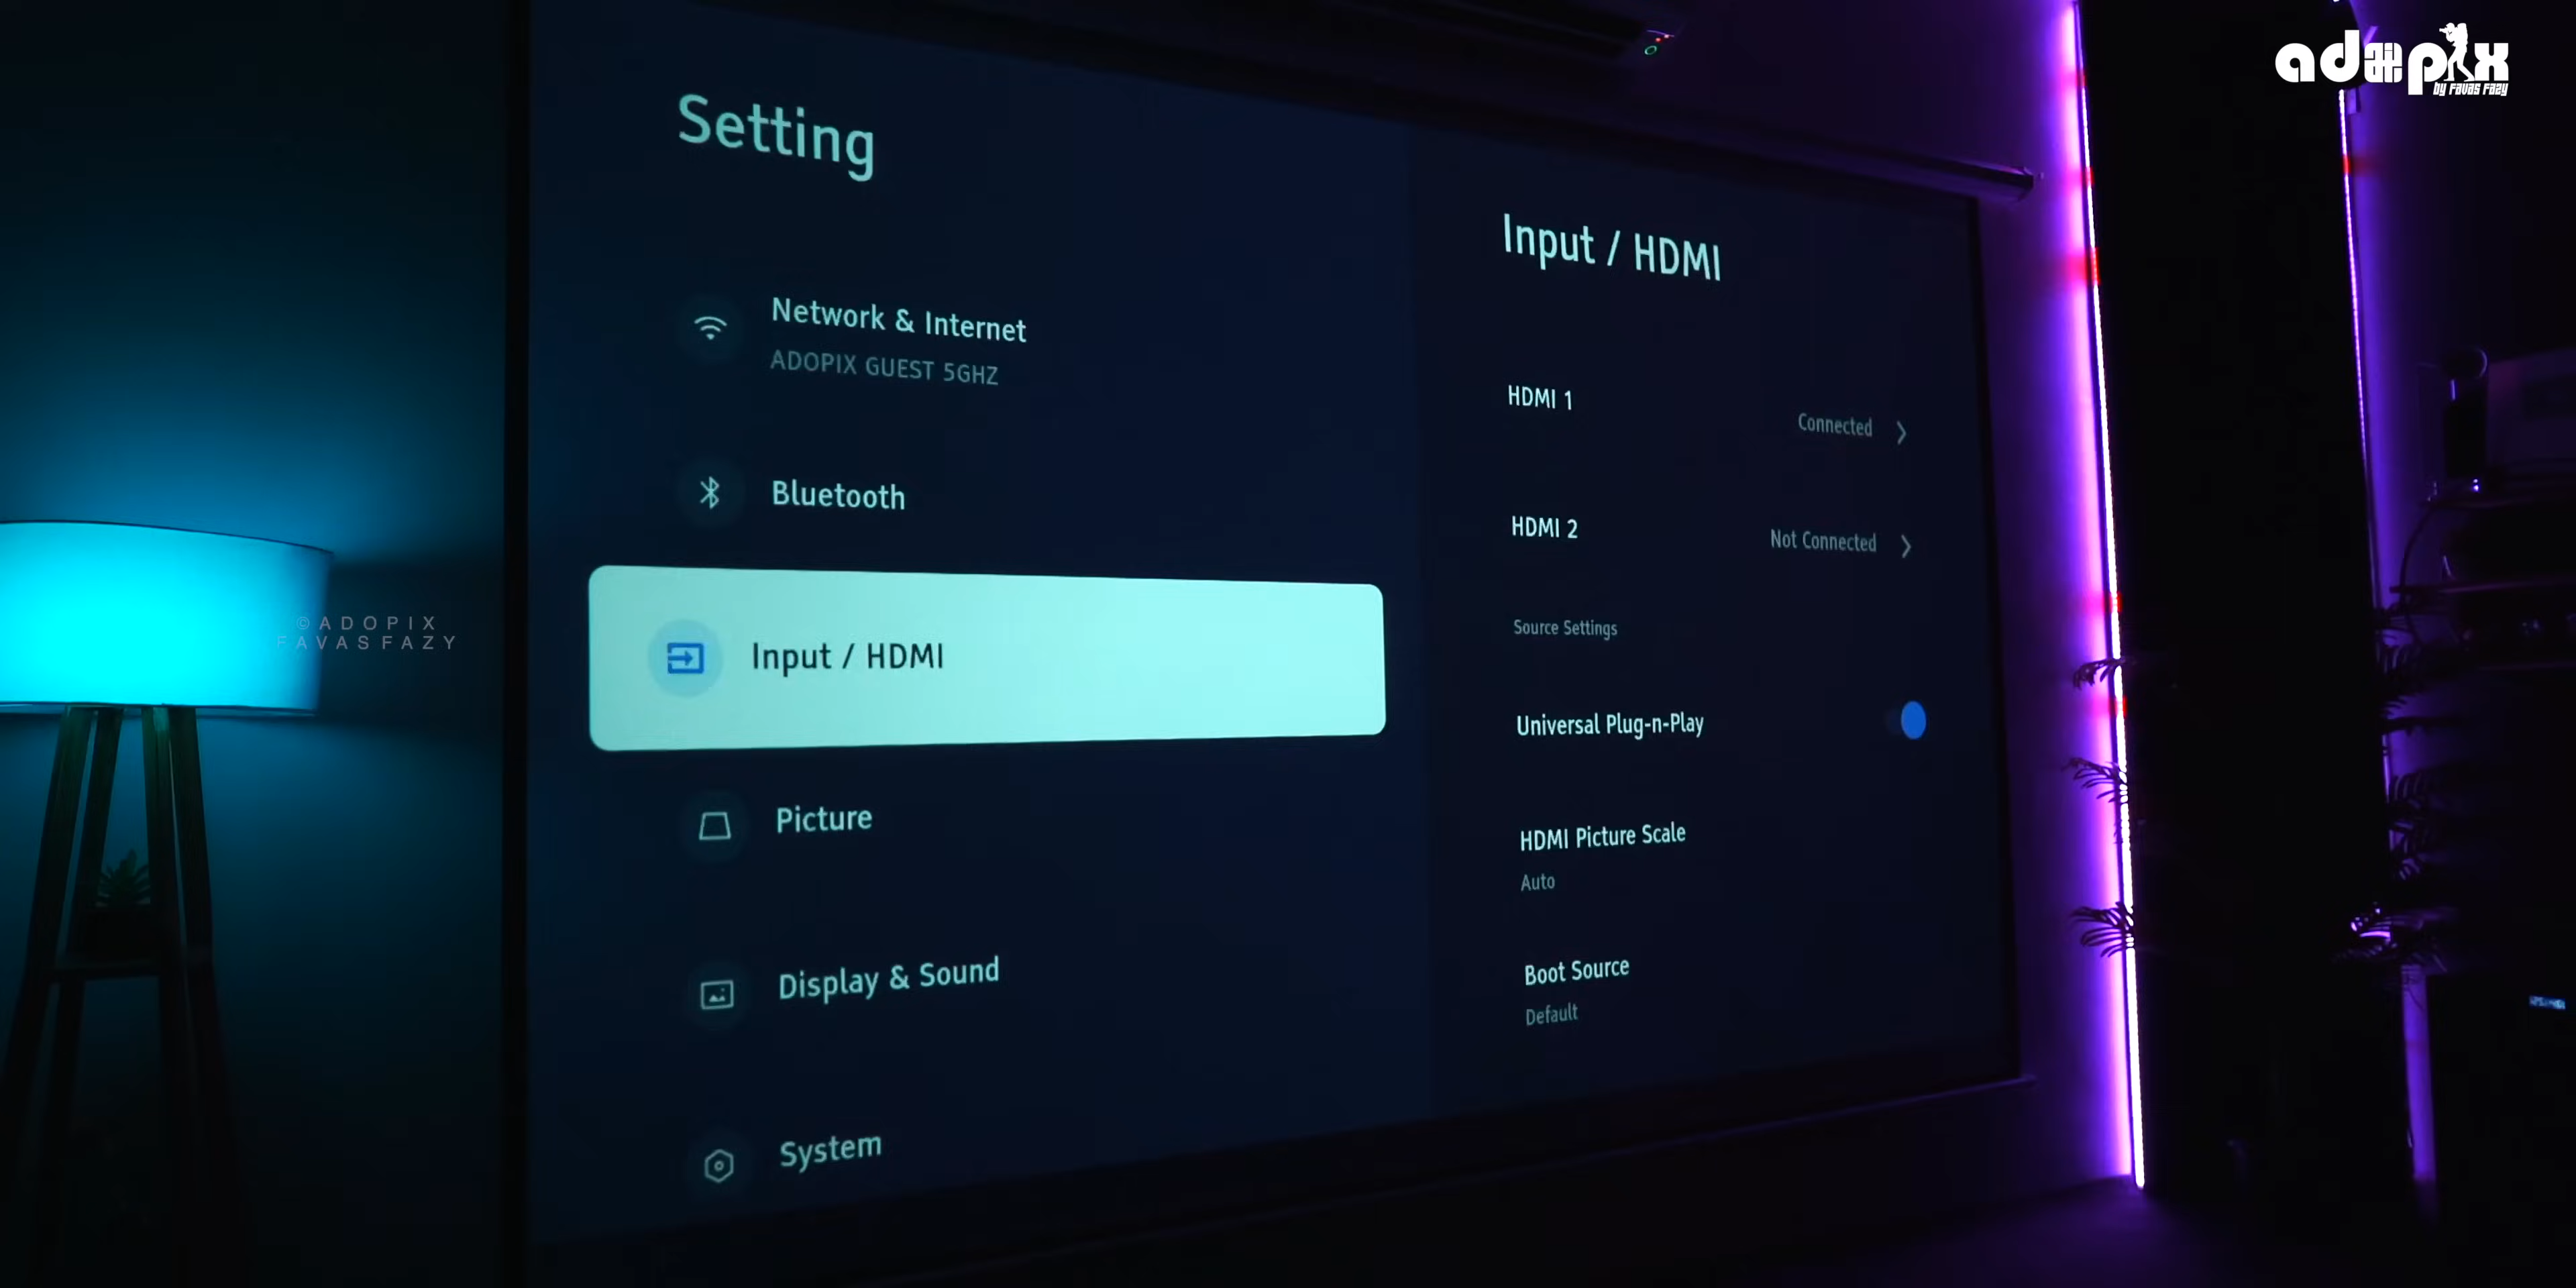 adopix
by FAVAS FAZY
Setting
Network & Internet
ADOPIX GUEST 5GHZ
Bluetooth
Input / HDMI
Picture
Display & Sound
System
Input / HDMI
HDMI 1
Connected
HDMI 2
Not Connected
Source Settings
Universal Plug-n-Play
HDMI Picture Scale
Auto
Boot Source
Default
©ADOPIX
FAVASFAZY